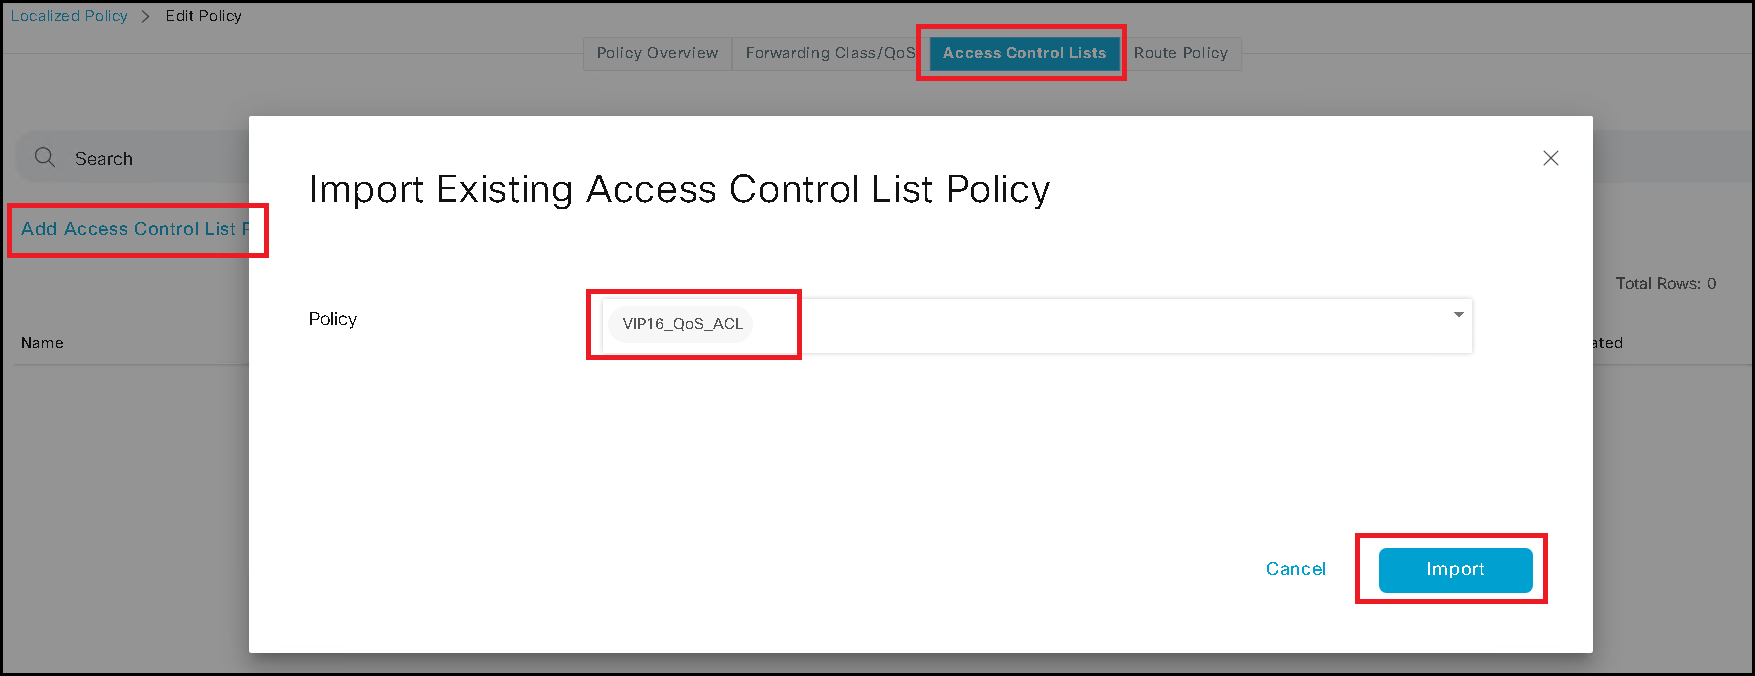 Localized Policy > Edit Policy
Policy Overview Forwarding Class/QoS Access Control Lists Route Policy
Search
Import Existing Access Control List Policy
Add Access Control List
Total Rows: 0
Policy VIP16_QoS_ACL
Name
Cancel Import